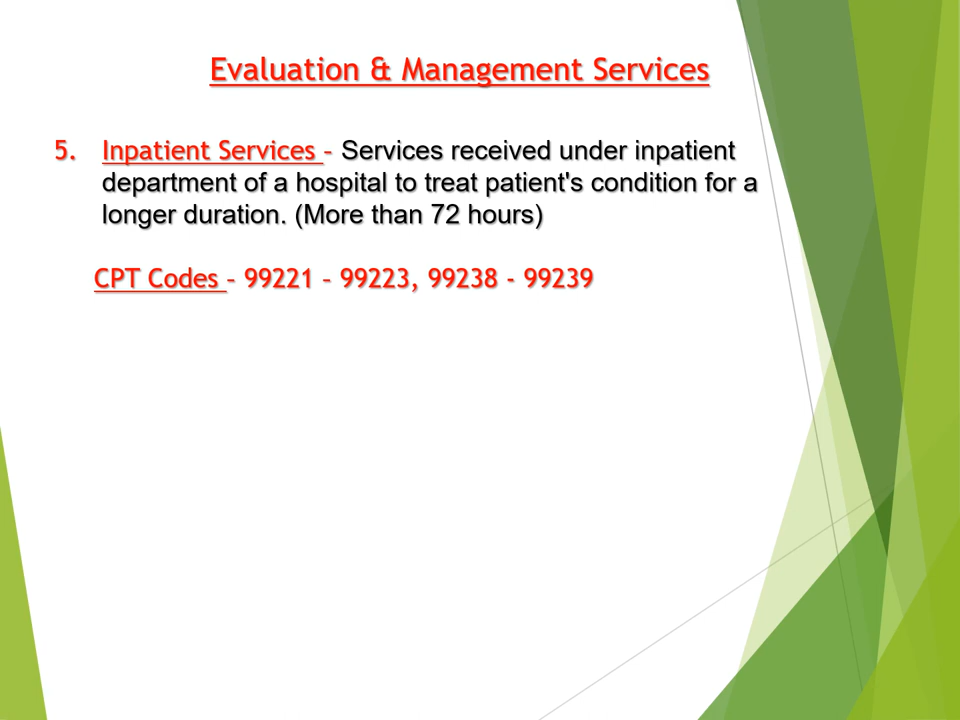 Evaluation & Management Services
5. Inpatient Services – Services received under inpatient
department of a hospital to treat patient's condition for a
longer duration. (More than 72 hours)
CPT Codes – 99221 – 99223, 99238 - 99239